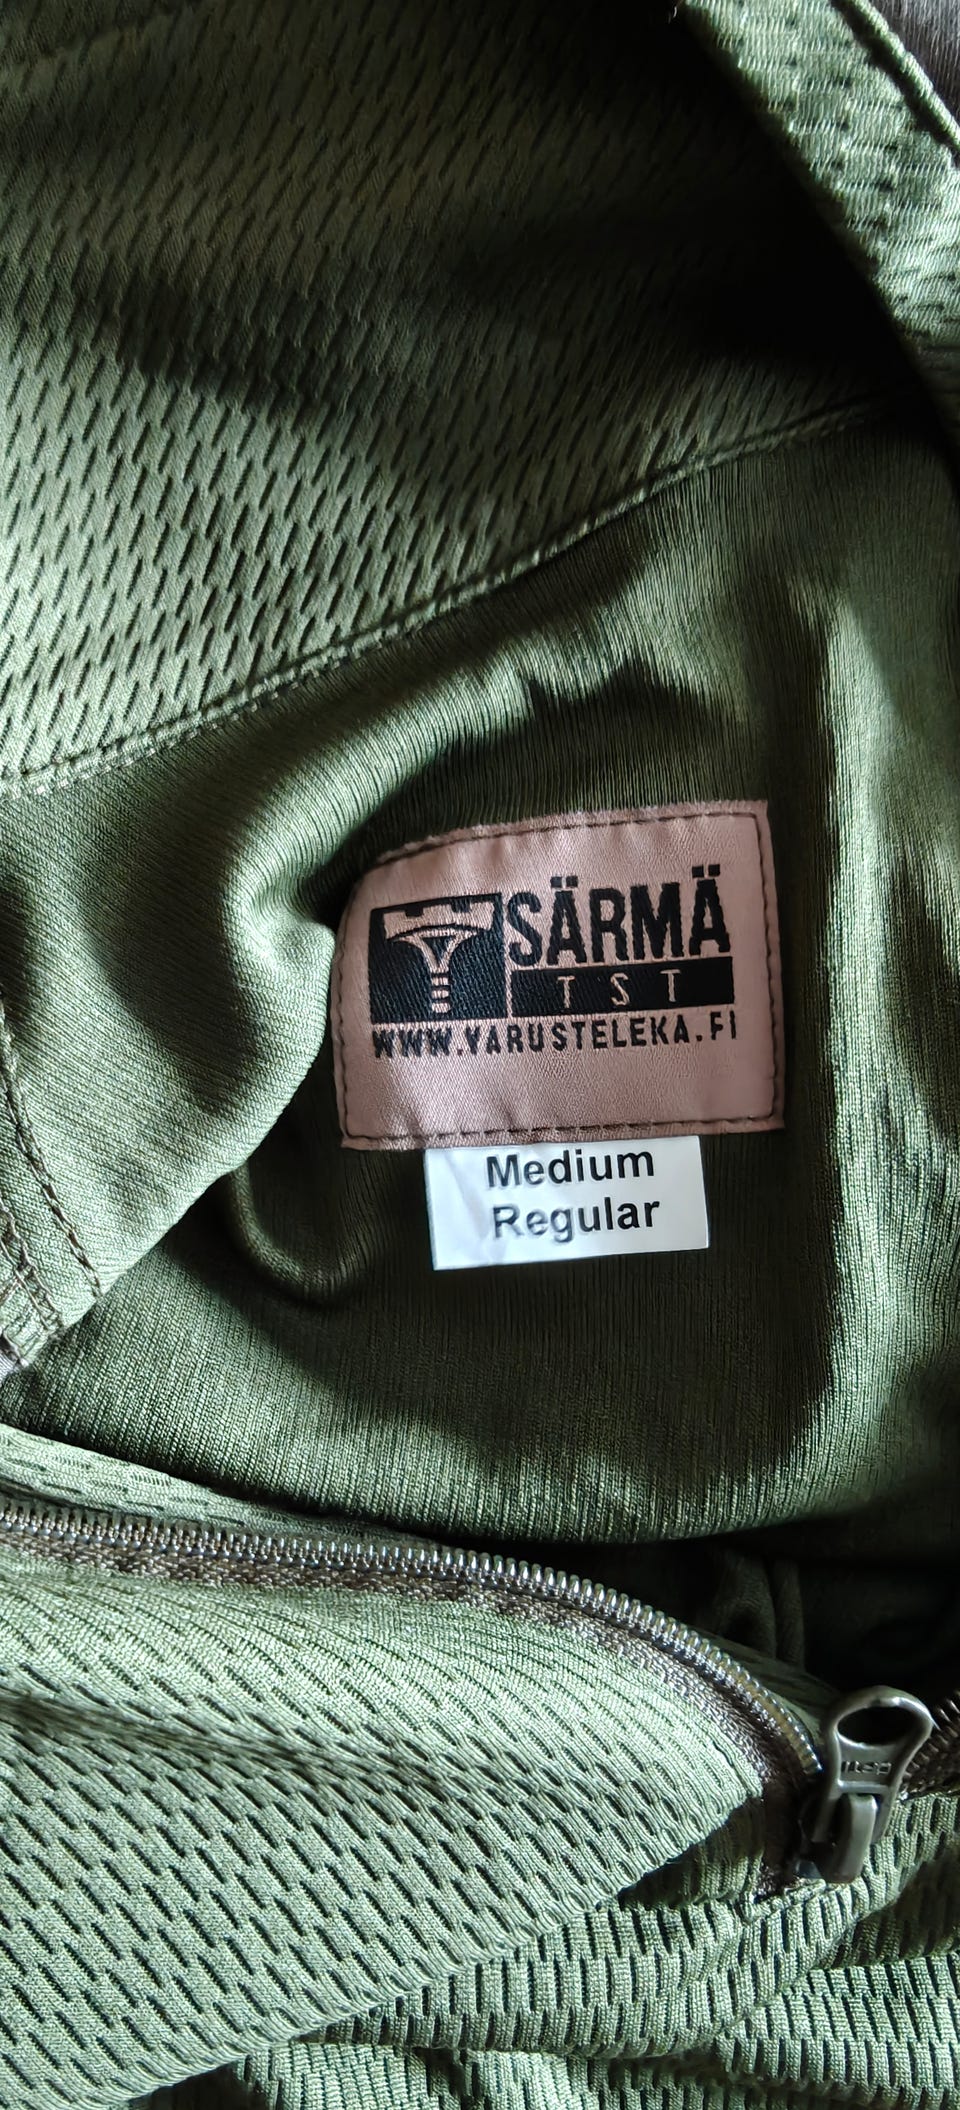 SÄRMÄ
TST
WWW.VARUSTELEKA.FI
Medium
Regular